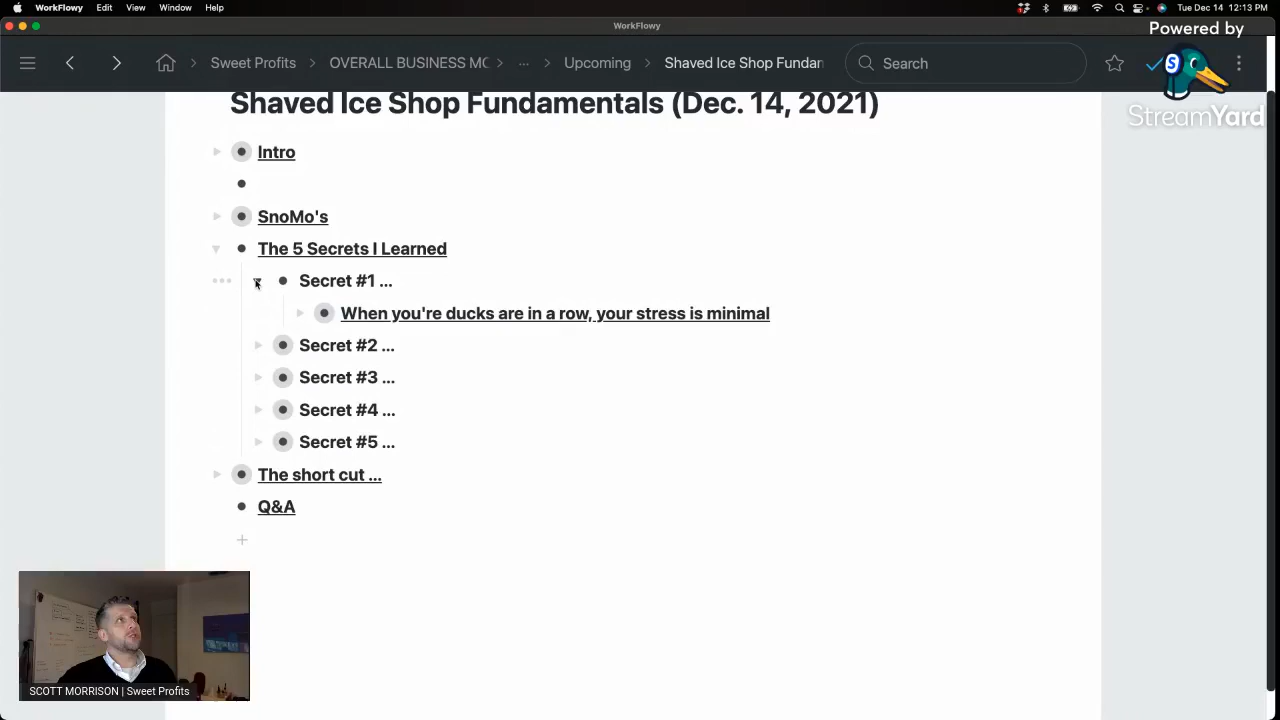 WorkFlowy Edit View Window Help Tue Dec 14 12:13 PM
WorkFlowy
Powered by
Sweet Profits OVERALL BUSINESS MC ... Upcoming Shaved Ice Shop Fundan Search
S
StreamYard
Shaved Ice Shop Fundamentals (Dec. 14, 2021)
Intro
SnoMo's
The 5 Secrets I Learned
Secret #1 ...
When you're ducks are in a row, your stress is minimal
Secret #2 ...
Secret #3 ...
Secret #4 ...
Secret #5 ...
The short cut ...
Q&A
SCOTT MORRISON | Sweet Profits